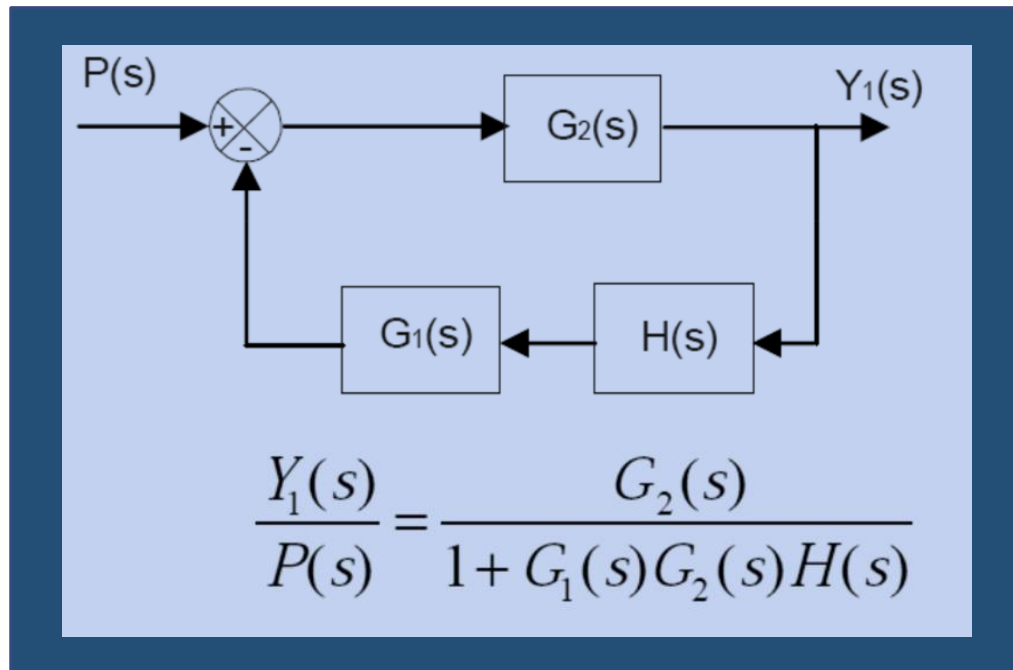 P(s)
Y₁(s)
+
-
G₂(s)
G₁(s)
H(s)
Y₁(s)/P(s) = G₂(s)/(1+G₁(s)G₂(s)H(s))